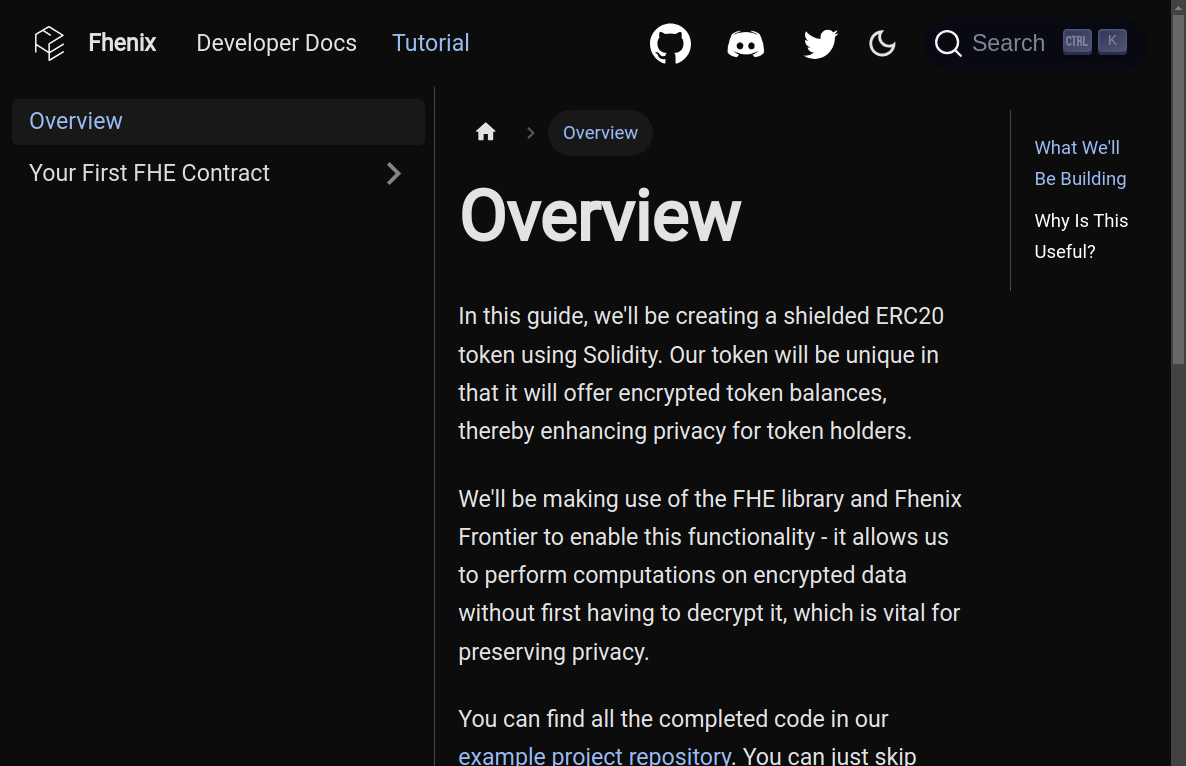 Fhenix Developer Docs Tutorial Search CTRL K
Overview
Your First FHE Contract
Overview
Overview
In this guide, we'll be creating a shielded ERC20
token using Solidity. Our token will be unique in
that it will offer encrypted token balances,
thereby enhancing privacy for token holders.
We'll be making use of the FHE library and Fhenix
Frontier to enable this functionality - it allows us
to perform computations on encrypted data
without first having to decrypt it, which is vital for
preserving privacy.
You can find all the completed code in our
example project repository. You can just skip
What We'll
Be Building
Why Is This
Useful?